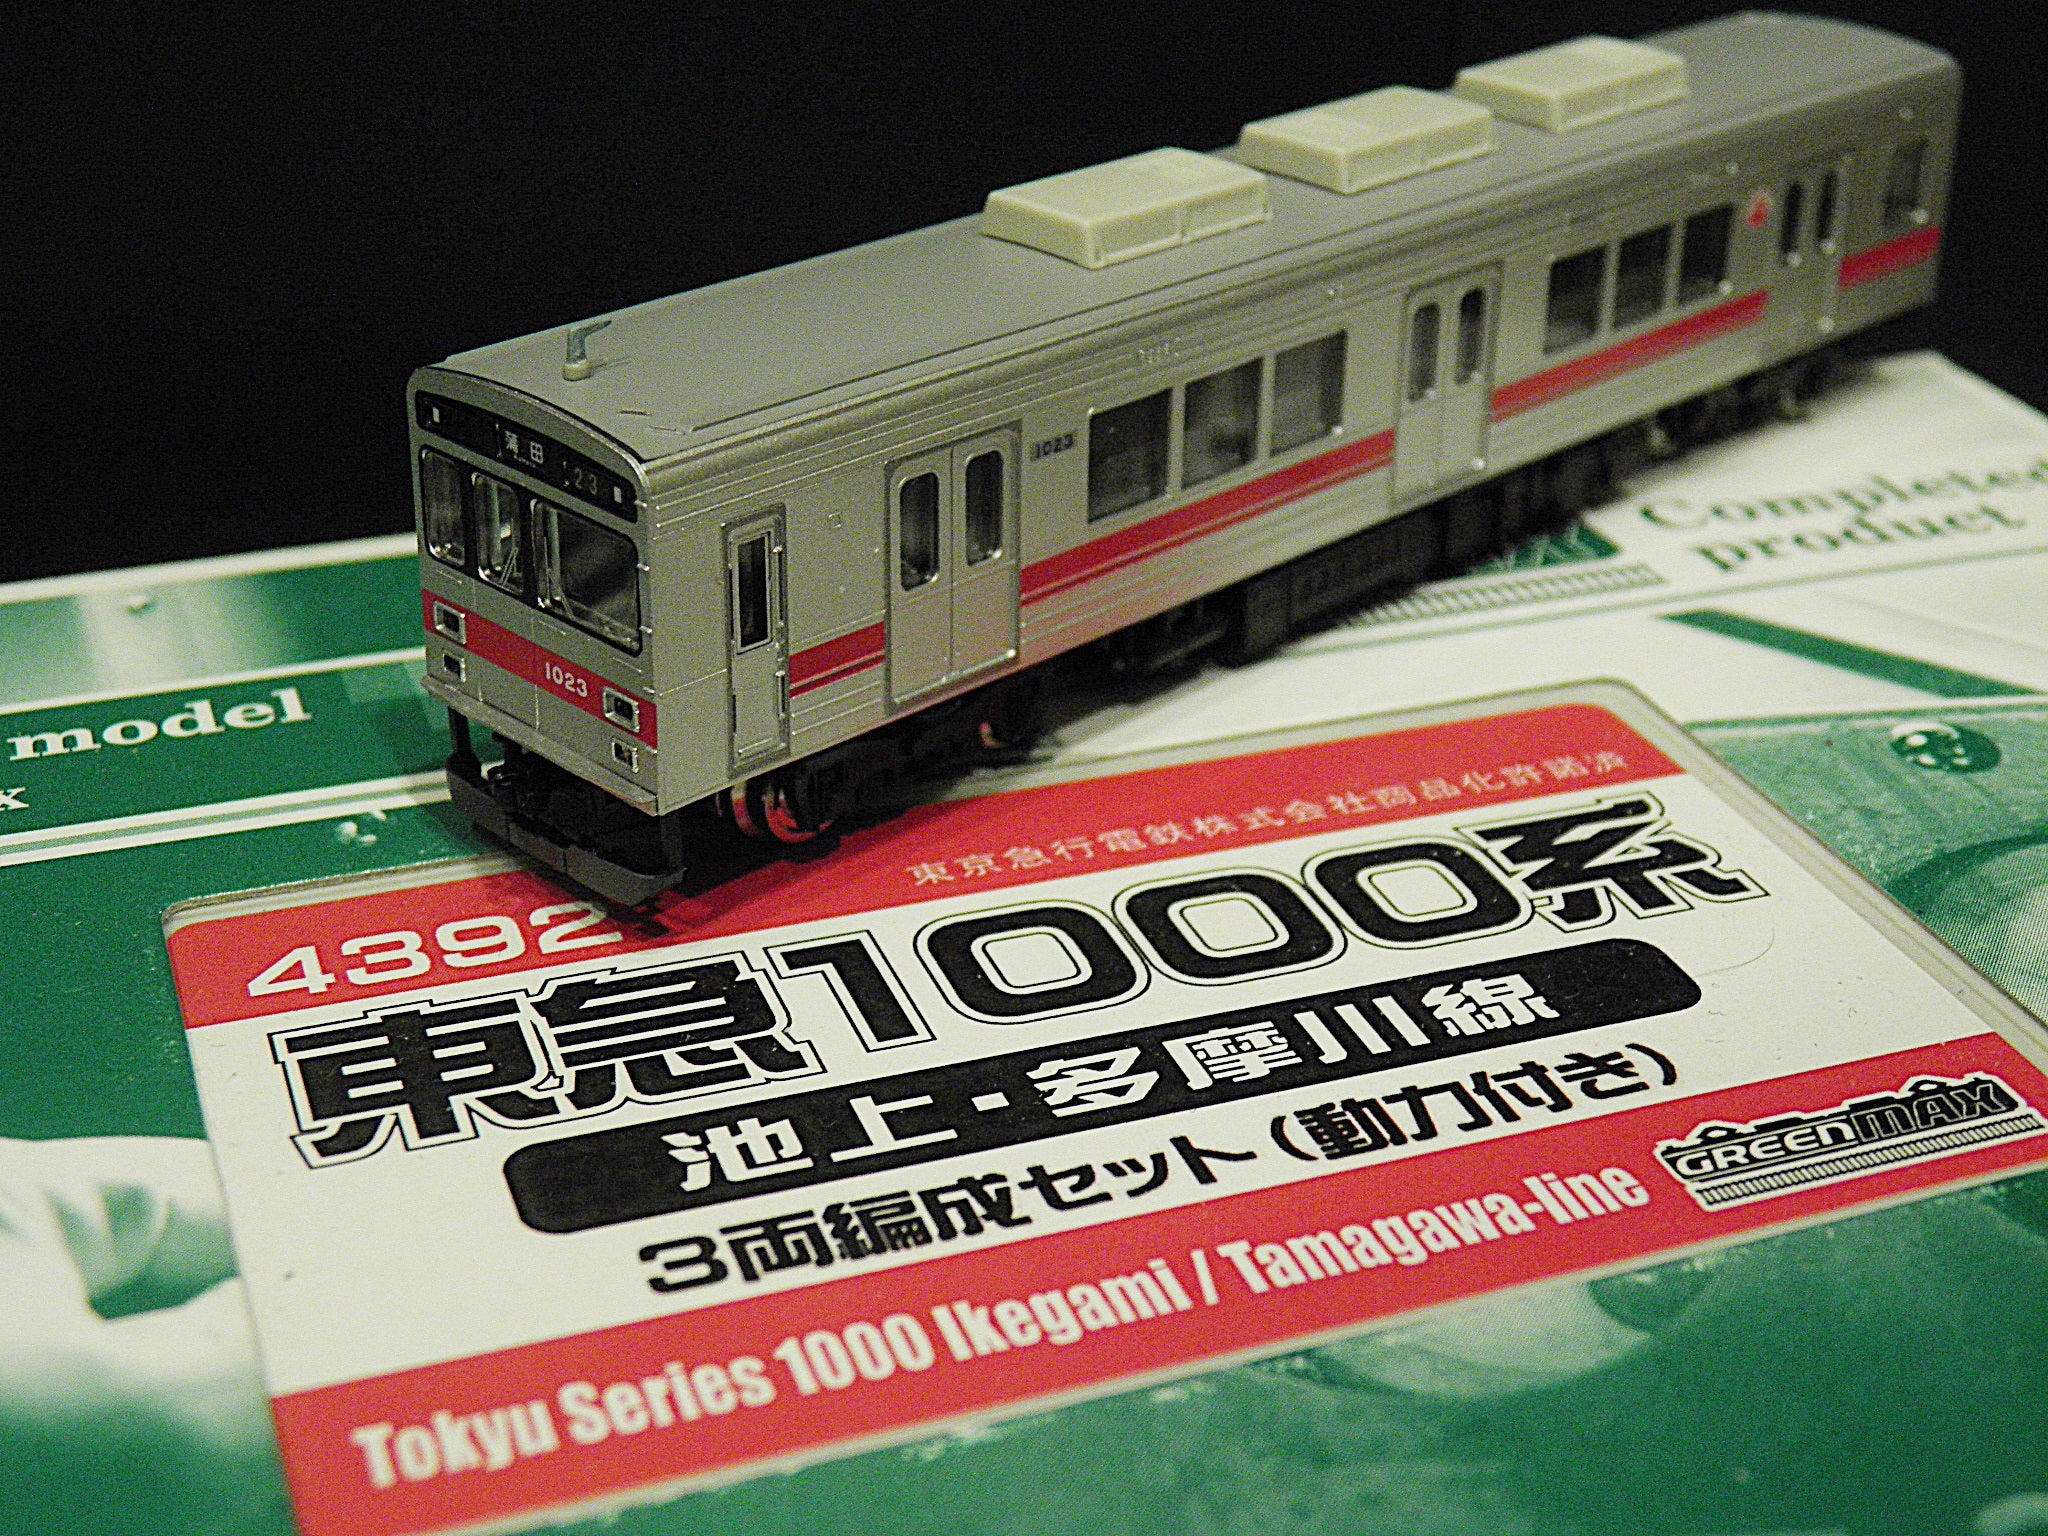 蒲田 23
1023
1023
Completed
product
model
x
東京急行電鉄株式会社商品化許諾済
4392
東急1000系
池上・多摩川線
3両編成セット(動力付き)
Tokyu Series 1000 Ikegami / Tamagawa-line
GREENMAX